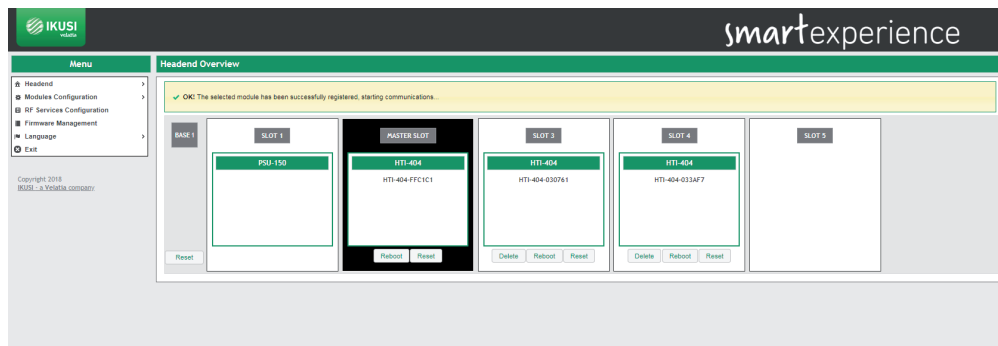 IKUSI
velatia
smartexperience
Menu
Headend
Modules Configuration
RF Services Configuration
Firmware Management
Language
Exit
Copyright 2018
IKUSI - a Velatia company
Headend Overview
OK! The selected module has been successfully registered, starting communications...
BASE 1
Reset
SLOT 1
PSU-150
MASTER SLOT
HTI-404
HTI-404-FFC1C1
Reboot Reset
SLOT 3
HTI-404
HTI-404-030761
Delete Reboot Reset
SLOT 4
HTI-404
HTI-404-033AF7
Delete Reboot Reset
SLOT 5